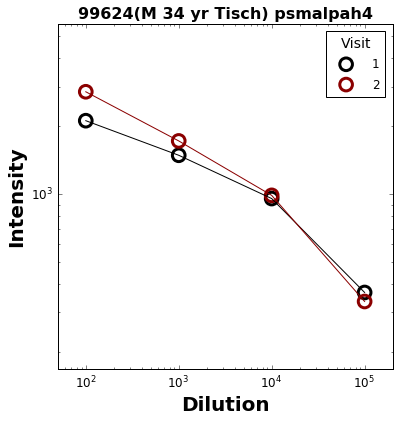 99624(M 34 yr Tisch) psmalpah4
Visit
1
2
Intensity
10³
10² 10³ 10⁴ 10⁵
Dilution